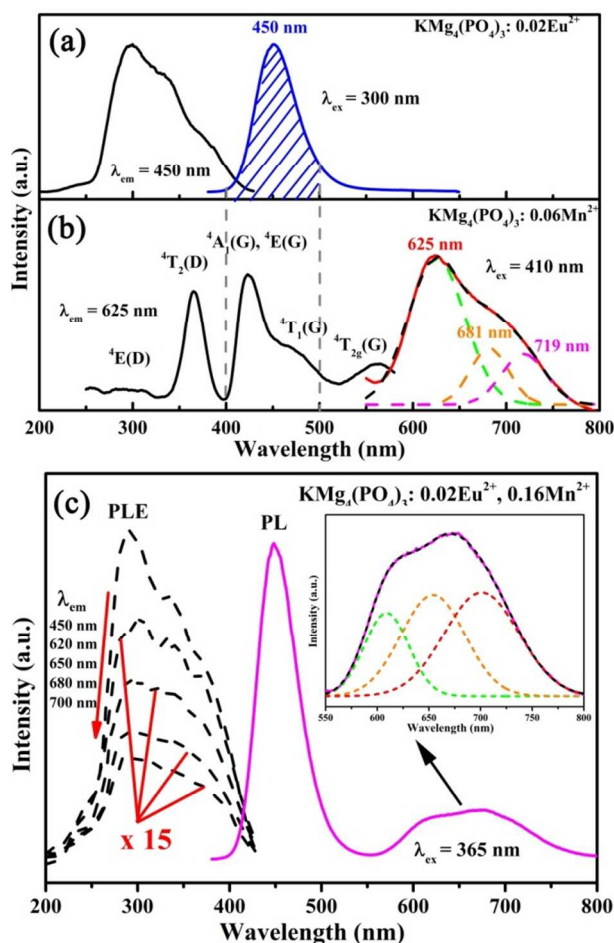 (a)
450 nm
KMg₄(PO₄)₃: 0.02Eu²⁺
λem = 450 nm
λex = 300 nm
Intensity (a.u.)
(b)
KMg₄(PO₄)₃: 0.06Mn²⁺
⁴A₁(G), ⁴E(G)
⁴T₂(D)
625 nm
λex = 410 nm
λem = 625 nm
⁴E(D)
⁴T₁(G)
⁴T₂g(G)
681 nm
719 nm
200 300 400 500 600 700 800
Wavelength (nm)
(c)
KMg₄(PO₄)₃: 0.02Eu²⁺, 0.16Mn²⁺
PLE
PL
λem
450 nm
620 nm
650 nm
680 nm
700 nm
x 15
Intensity (a.u.)
Intensity (a.u.)
550 600 650 700 750 800
Wavelength (nm)
λex = 365 nm
200 300 400 500 600 700 800
Wavelength (nm)